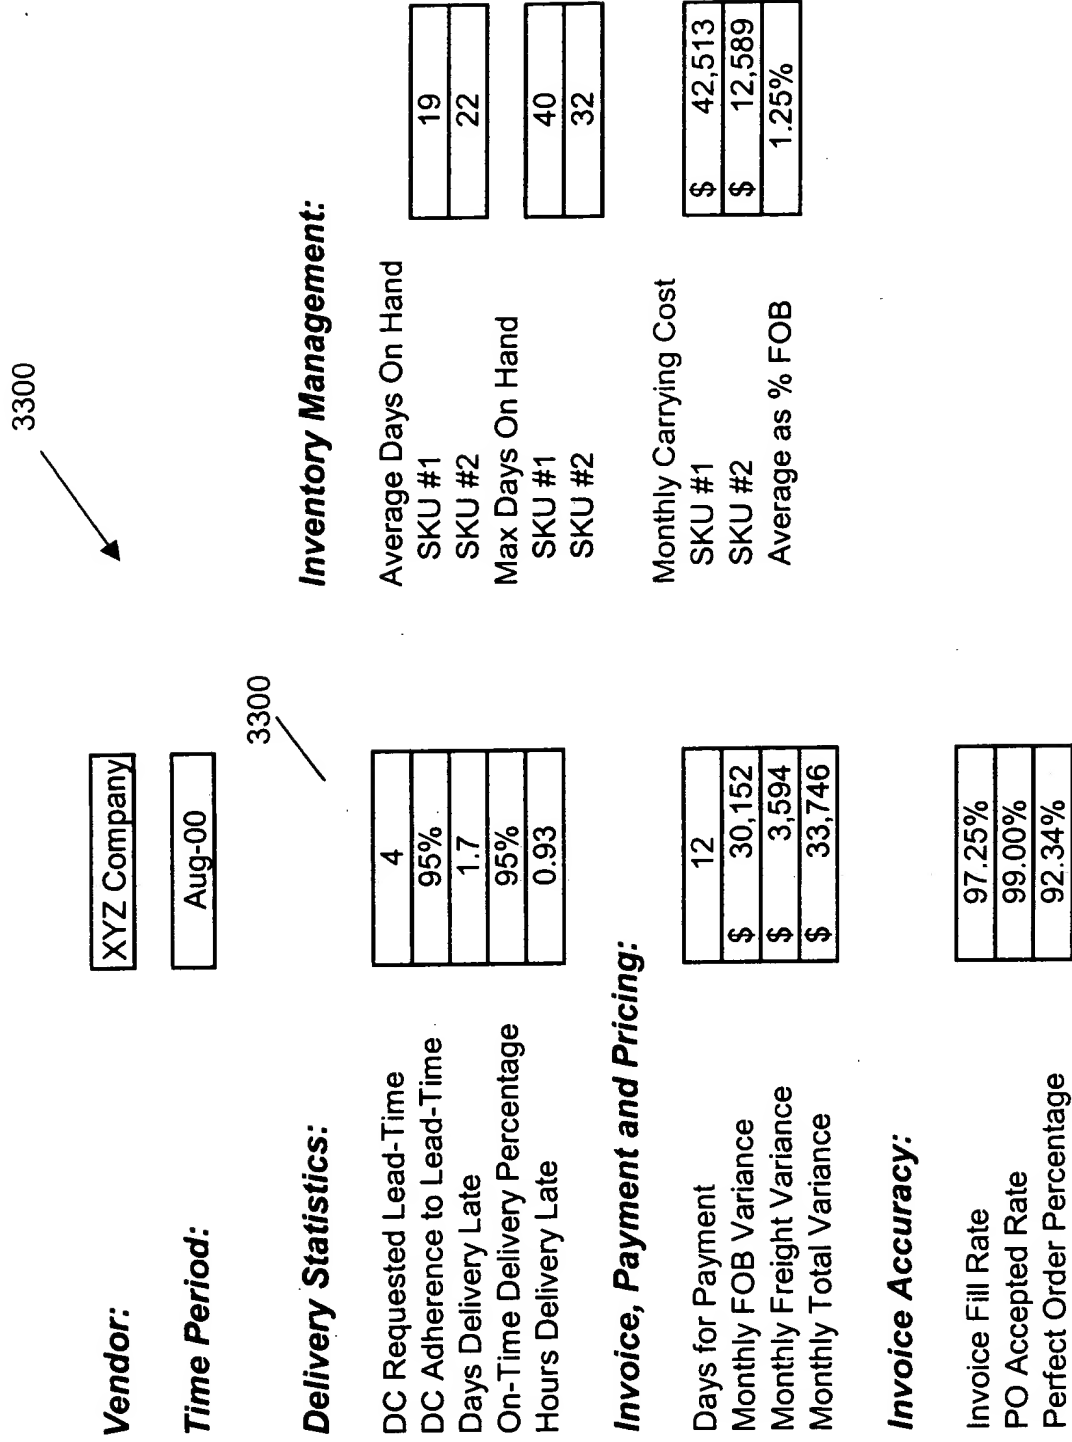 3300
Vendor: XYZ Company
Time Period: Aug-00
3300
Delivery Statistics:
DC Requested Lead-Time 4
DC Adherence to Lead-Time 95%
Days Delivery Late 1.7
On-Time Delivery Percentage 95%
Hours Delivery Late 0.93
Invoice, Payment and Pricing:
Days for Payment 12
Monthly FOB Variance $ 30,152
Monthly Freight Variance $ 3,594
Monthly Total Variance $ 33,746
Invoice Accuracy:
Invoice Fill Rate 97.25%
PO Accepted Rate 99.00%
Perfect Order Percentage 92.34%
Inventory Management:
Average Days On Hand
SKU #1 19
SKU #2 22
Max Days On Hand
SKU #1 40
SKU #2 32
Monthly Carrying Cost
SKU #1 $ 42,513
SKU #2 $ 12,589
Average as % FOB 1.25%